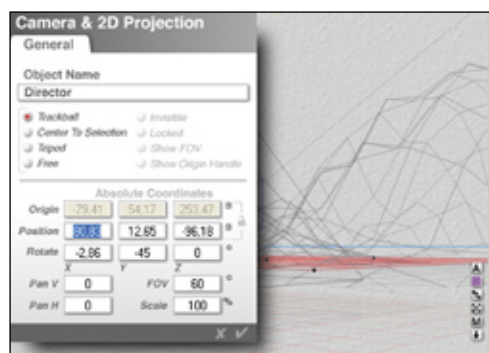 Camera & 2D Projection
General
Object Name
Director
Trackball
Invisible
Center To Selection
Locked
Tripod
Show FOV
Free
Show Origin Handle
Absolute Coordinates
Origin -79.41 54.17 253.47
Position 12,65 -96,18
Rotate -2,86 -45 0 °
X Y Z
Pan V 0 FOV 60 °
Pan H 0 Scale 100 %